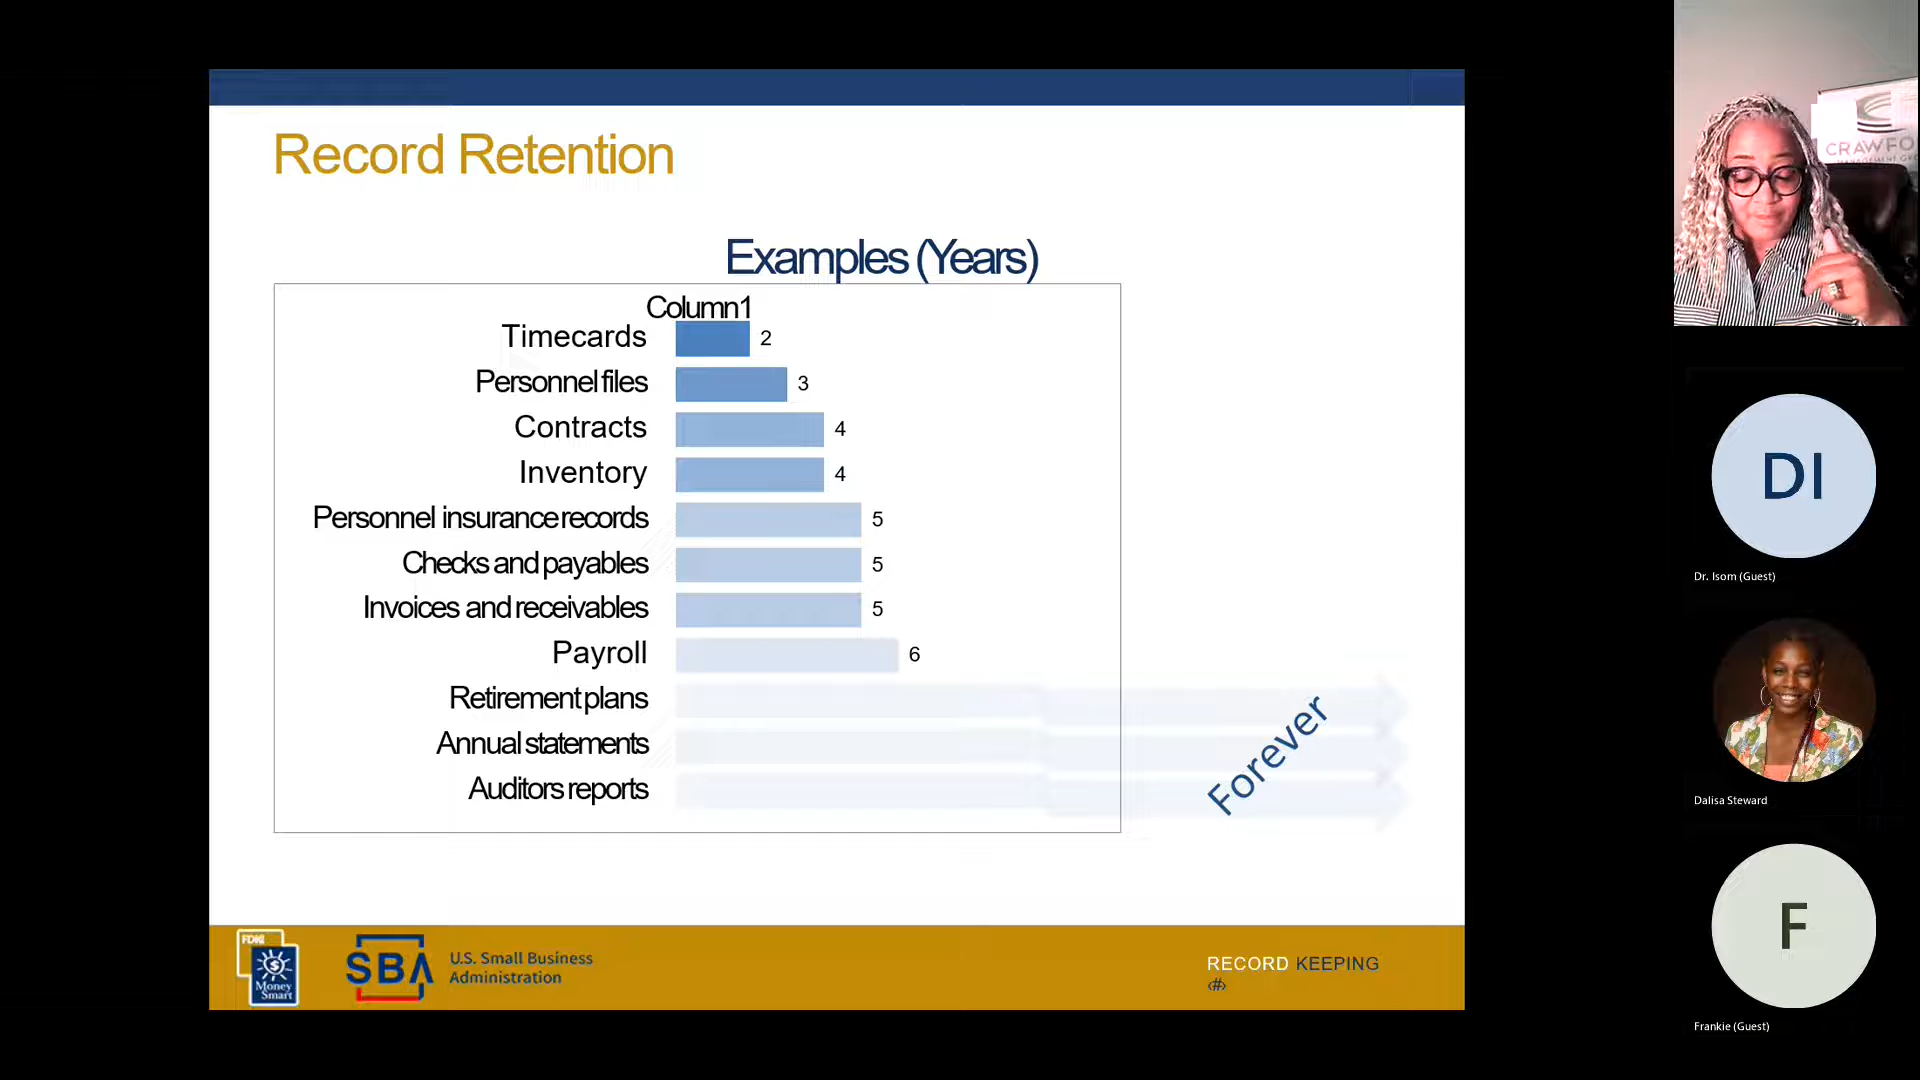 Record Retention
Examples (Years)
Column1
Timecards 2
Personnel files 3
Contracts 4
Inventory 4
Personnel insurance records 5
Checks and payables 5
Invoices and receivables 5
Payroll 6
Retirement plans
Annual statements
Auditors reports
Forever
FDIC
Money
Smart
SBA
U.S. Small Business
Administration
RECORD KEEPING
‹#›
CRAWFO
DI
Dr. Isom (Guest)
Dalisa Steward
F
Frankie (Guest)